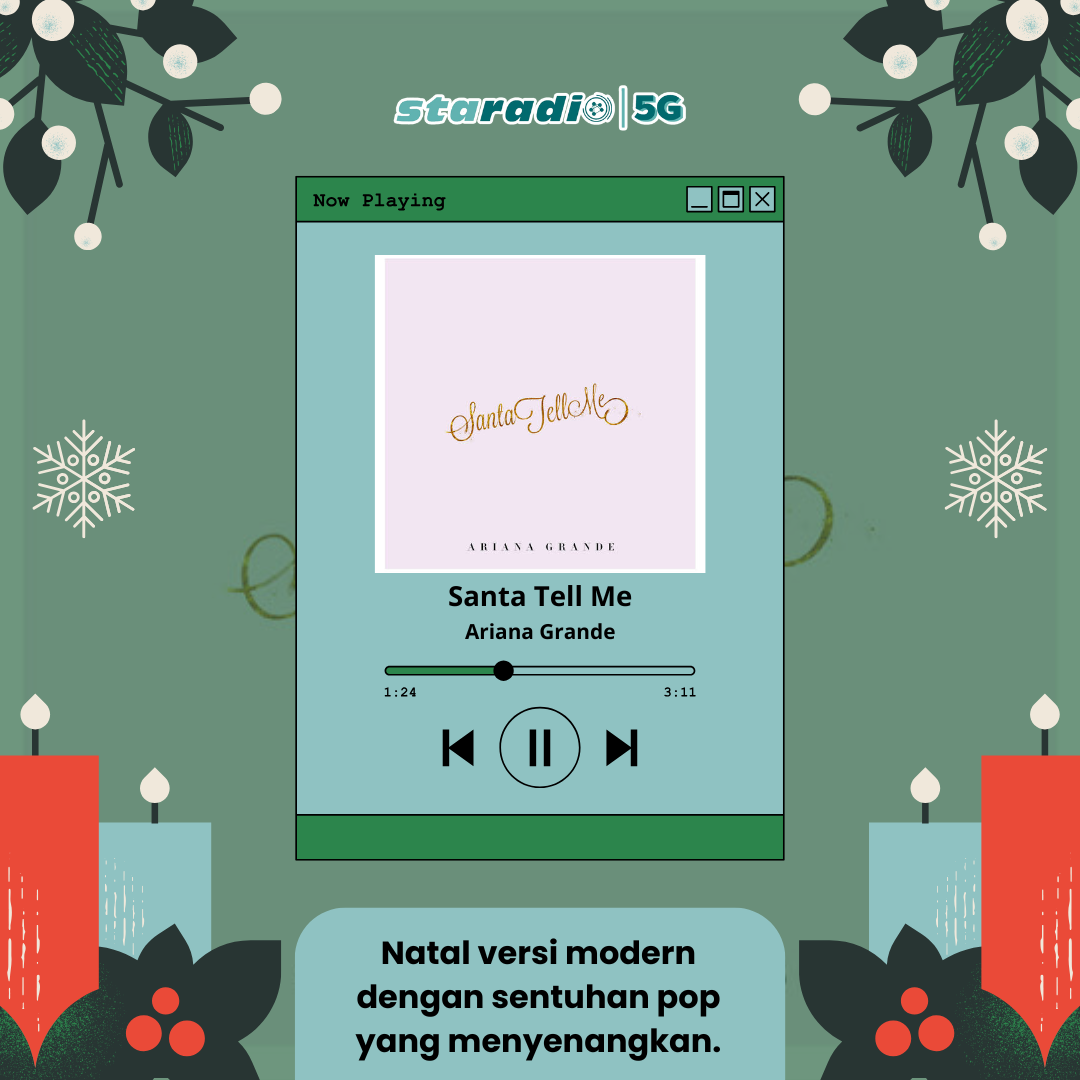 staradio | 5G
Now Playing
Santa Tell Me
ARIANA GRANDE
Santa Tell Me
Ariana Grande
1:24
3:11
Natal versi modern
dengan sentuhan pop
yang menyenangkan.